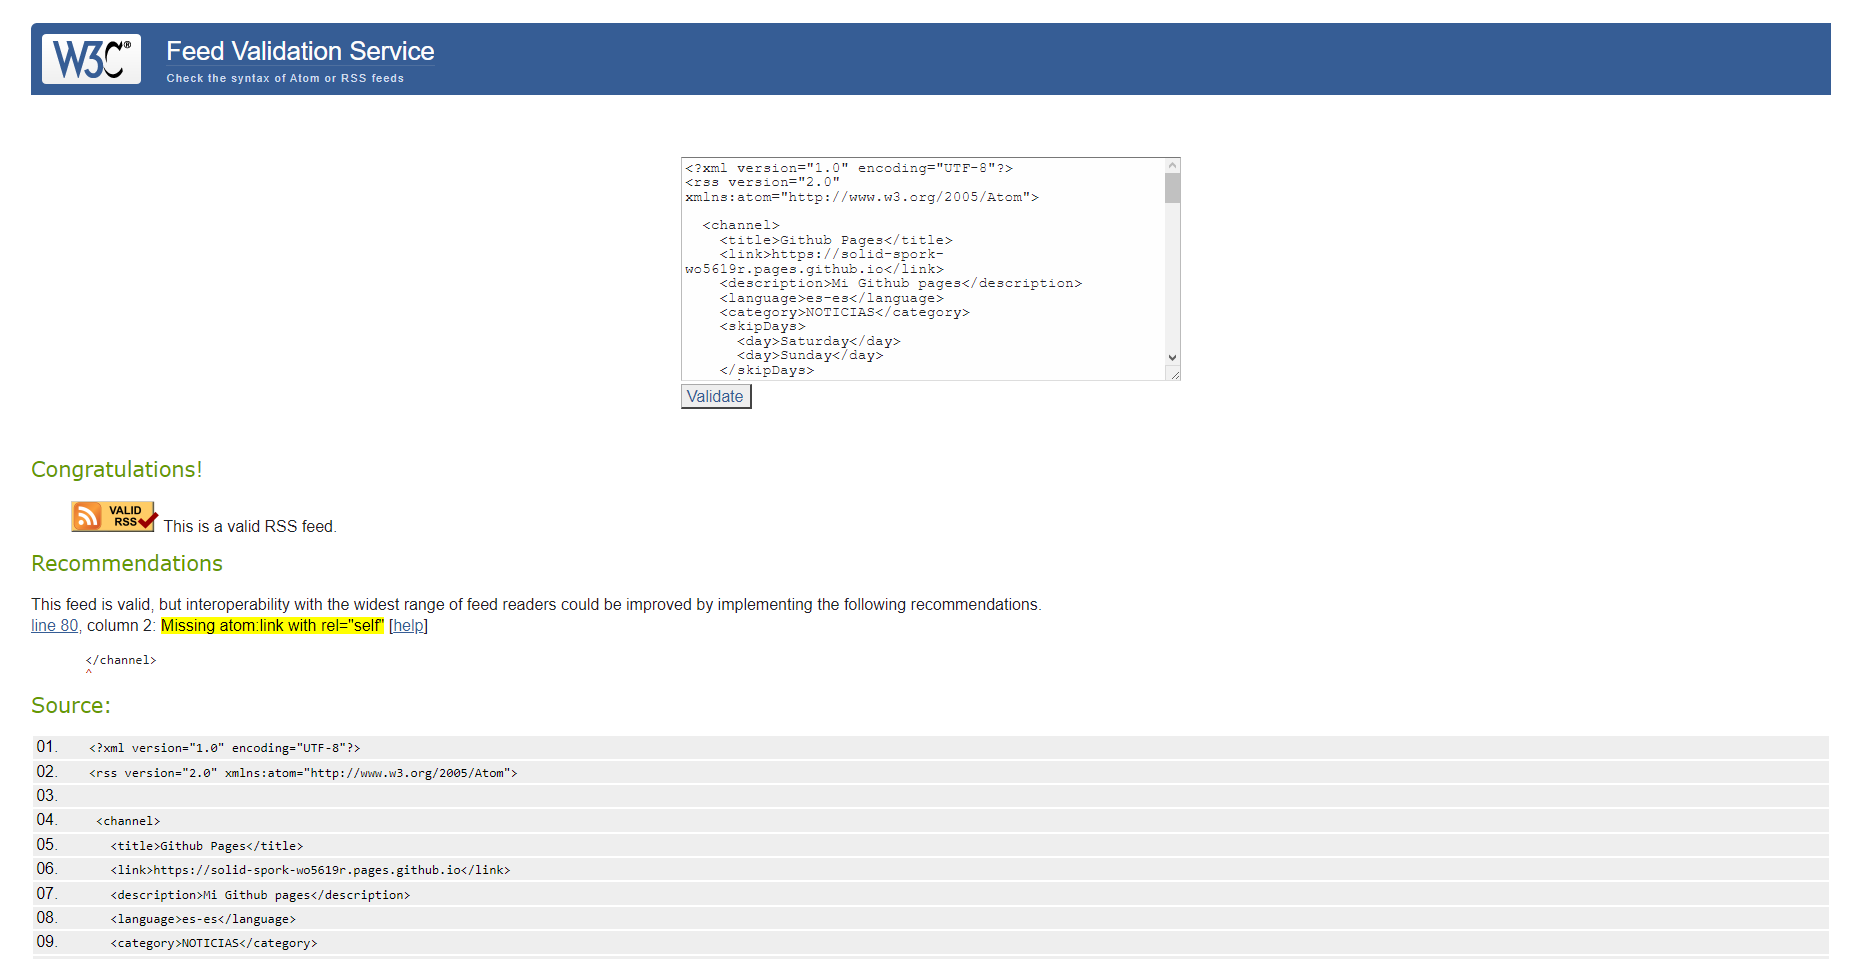 W3C®
Feed Validation Service
Check the syntax of Atom or RSS feeds
<?xml version="1.0" encoding="UTF-8"?>
<rss version="2.0"
xmlns:atom="http://www.w3.org/2005/Atom">
<channel>
<title>Github Pages</title>
<link>https://solid-spork-
wo5619r.pages.github.io</link>
<description>Mi Github pages</description>
<language>es-es</language>
<category>NOTICIAS</category>
<skipDays>
<day>Saturday</day>
<day>Sunday</day>
</skipDays>
Validate
Congratulations!
VALID
RSS
This is a valid RSS feed.
Recommendations
This feed is valid, but interoperability with the widest range of feed readers could be improved by implementing the following recommendations.
line 80, column 2: Missing atom:link with rel="self" [help]
</channel>
^
Source:
01. <?xml version="1.0" encoding="UTF-8"?>
02. <rss version="2.0" xmlns:atom="http://www.w3.org/2005/Atom">
03.
04. <channel>
05. <title>Github Pages</title>
06. <link>https://solid-spork-wo5619r.pages.github.io</link>
07. <description>Mi Github pages</description>
08. <language>es-es</language>
09. <category>NOTICIAS</category>